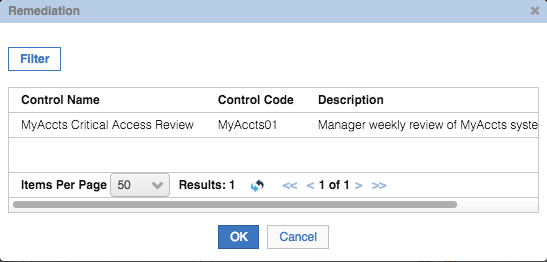 Remediation
Filter
Control Name Control Code Description
MyAccts Critical Access Review MyAccts01 Manager weekly review of MyAccts syste
Items Per Page 50 Results: 1 << < 1 of 1 > >>
OK Cancel